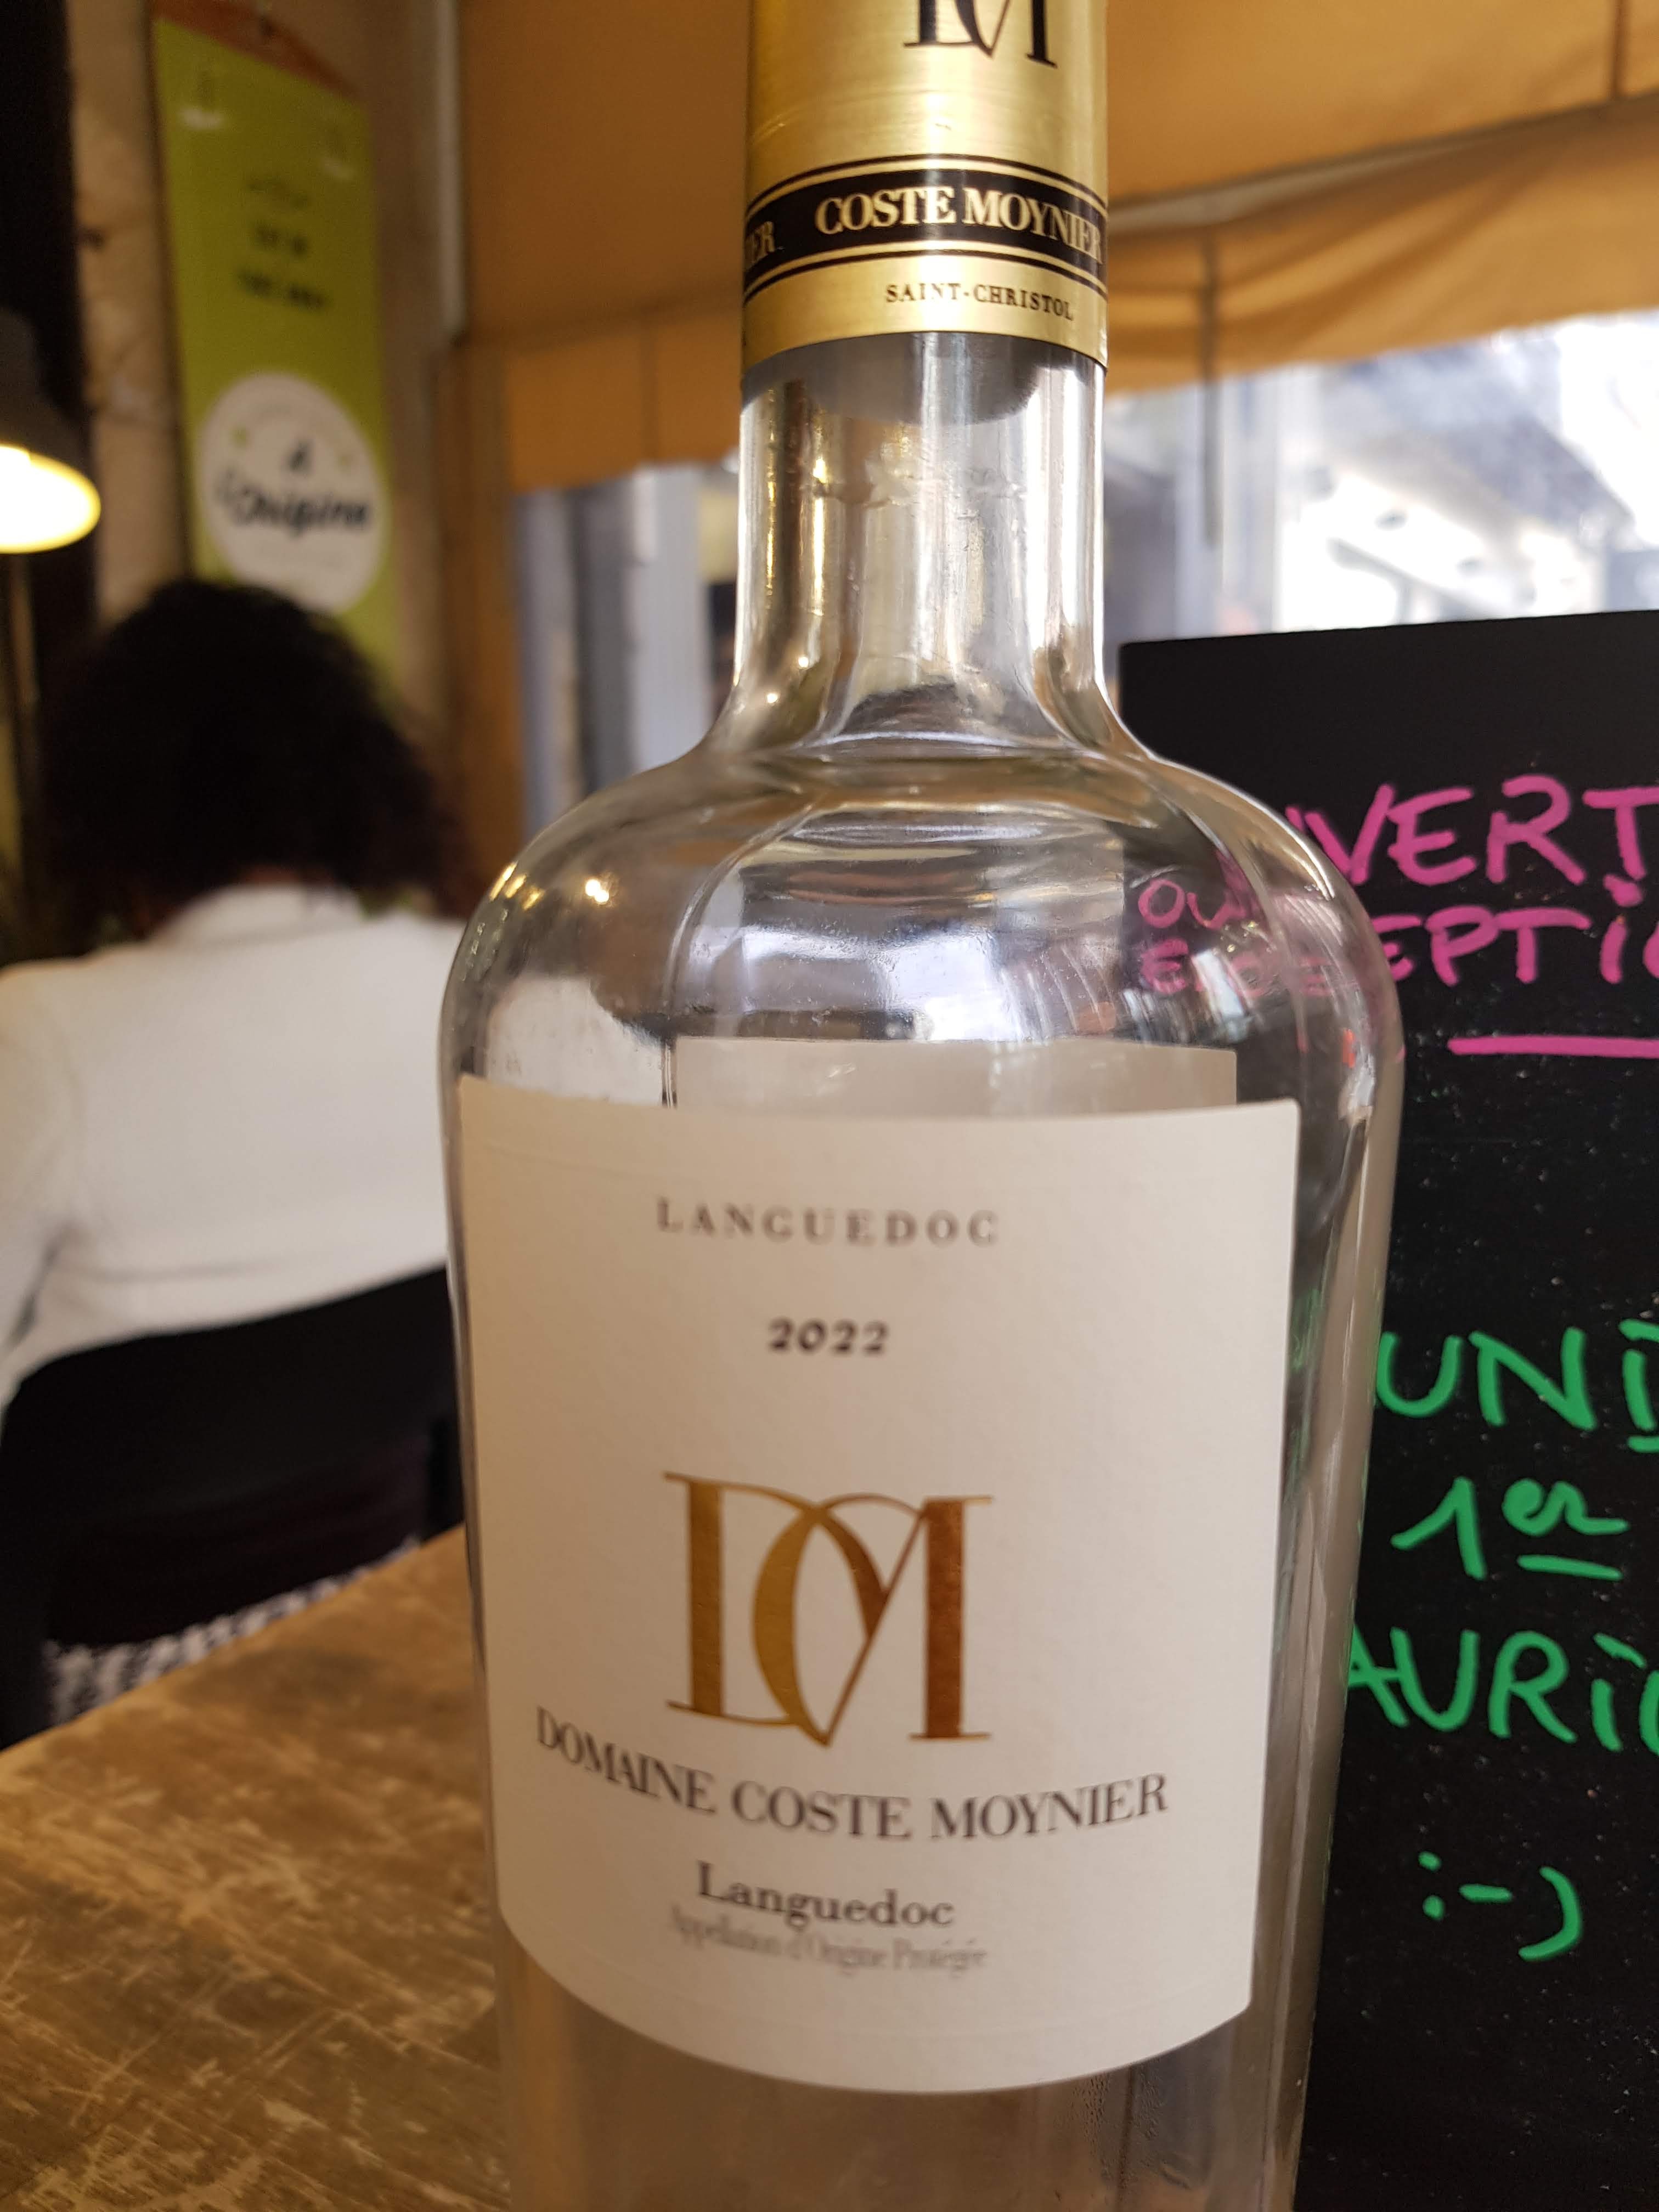 DM
COSTE MOYNIER
SAINT-CHRISTOL
LANGUEDOC
2022
DM
DOMAINE COSTE MOYNIER
Languedoc
Appellation d'Origine Protégée
VERT
EPTI
UNI
1er
AURI
:-)